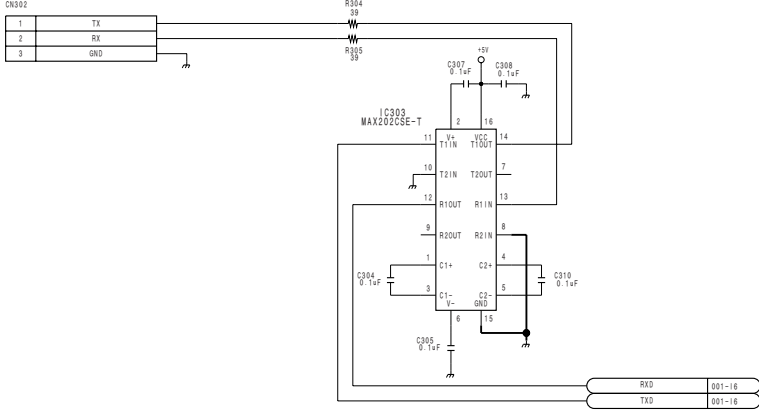 CN302
1 TX
2 RX
3 GND
R304
39
R305
39
+5V
C307
0.1uF
C308
0.1uF
IC303
MAX202CSE-T
2 16
V+ VCC
11 T1IN T1OUT 14
10 T2IN T2OUT 7
12 R1OUT R1IN 13
9 R2OUT R2IN 8
1 C1+ C2+ 4
3 C1- C2- 5
V- GND
6 15
C304
0.1uF
C310
0.1uF
C305
0.1uF
RXD 001-16
TXD 001-16